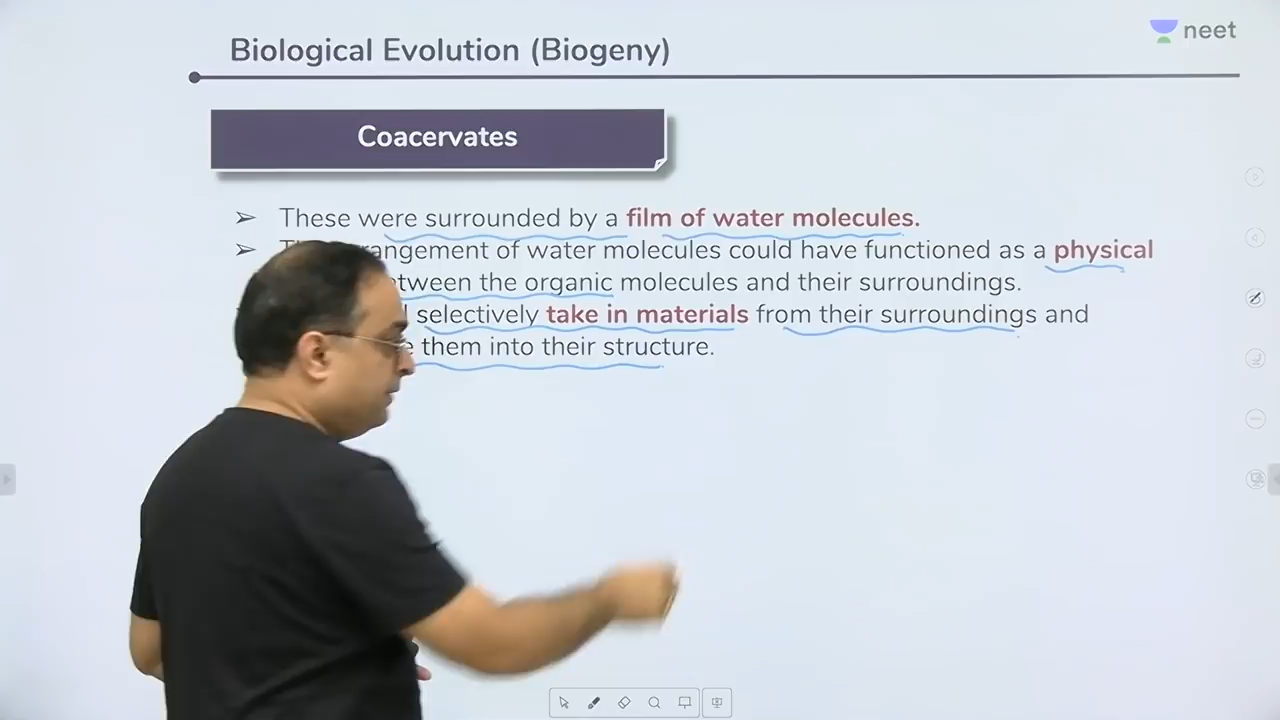 Biological Evolution (Biogeny)
neet
Coacervates
➢ These were surrounded by a film of water molecules.
➢ arrangement of water molecules could have functioned as a physical
between the organic molecules and their surroundings.
selectively take in materials from their surroundings and
them into their structure.